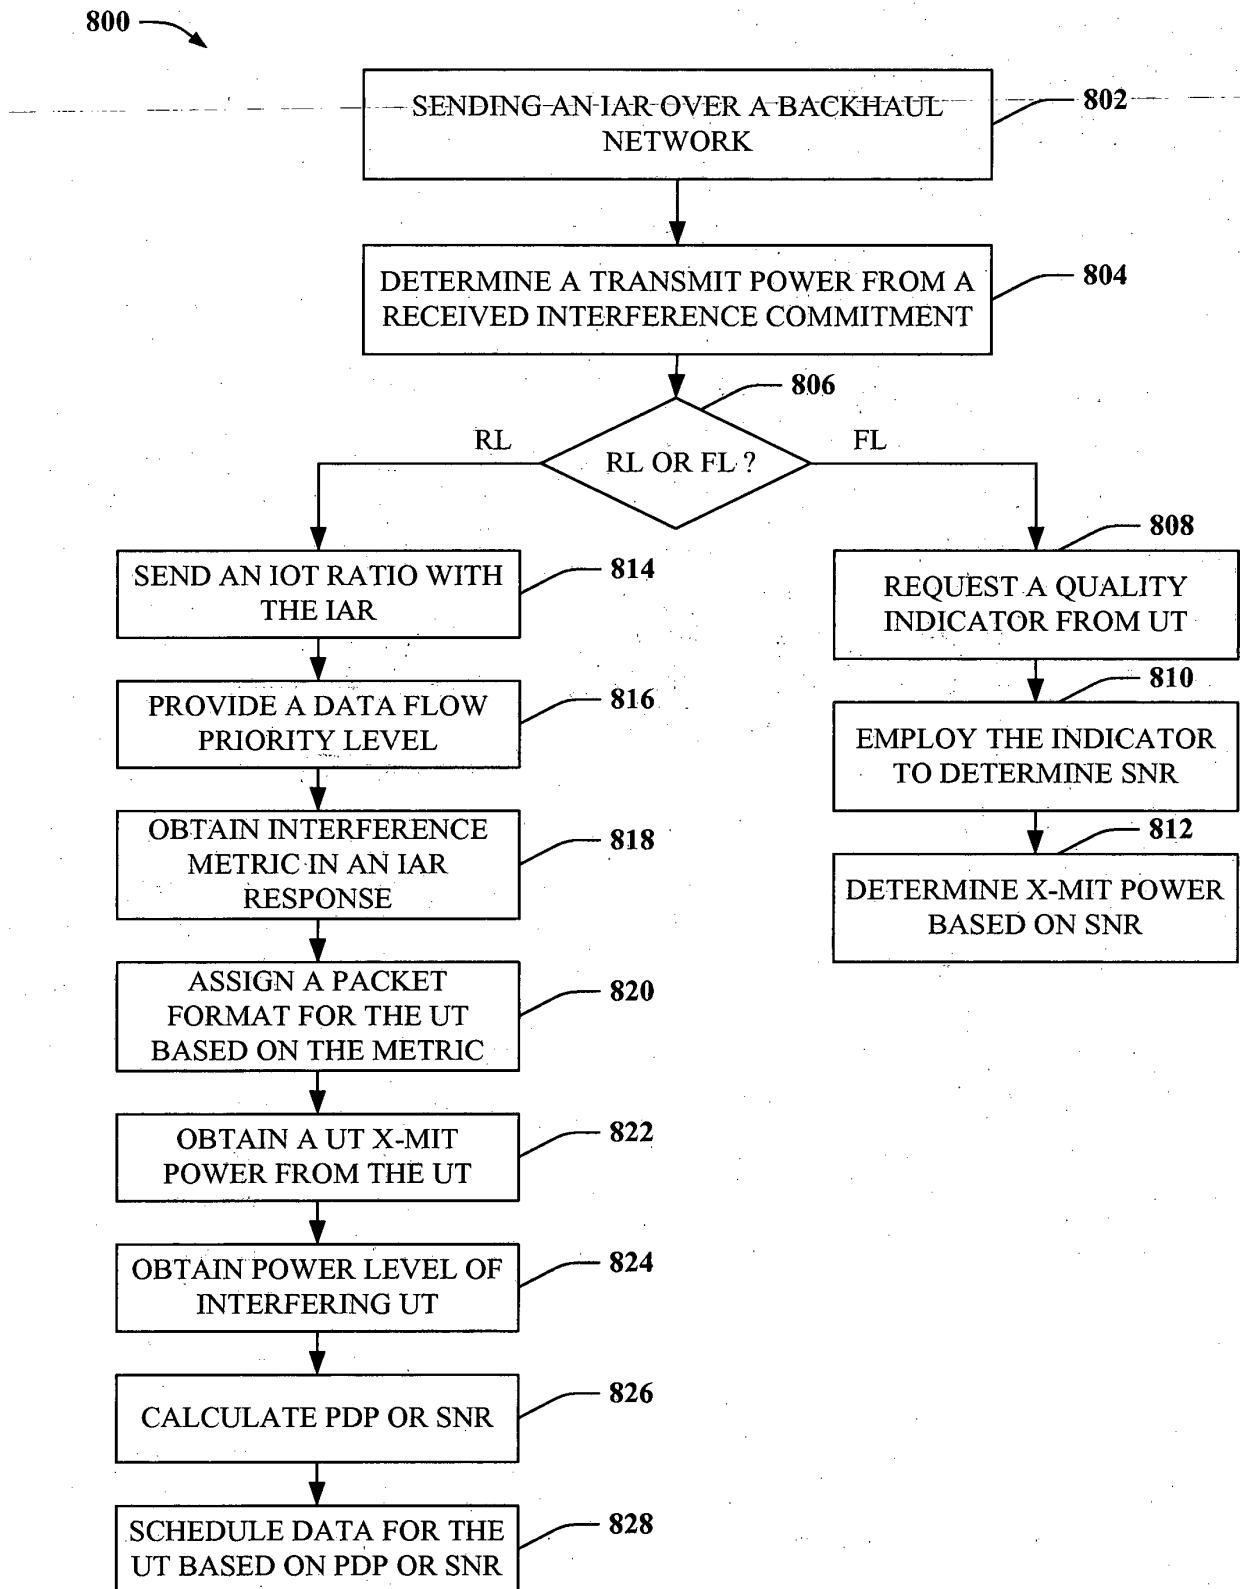 800
SENDING AN IAR OVER A BACKHAUL
NETWORK
802
DETERMINE A TRANSMIT POWER FROM A
RECEIVED INTERFERENCE COMMITMENT
804
806
RL OR FL ?
RL
FL
SEND AN IOT RATIO WITH
THE IAR
814
PROVIDE A DATA FLOW
PRIORITY LEVEL
816
OBTAIN INTERFERENCE
METRIC IN AN IAR
RESPONSE
818
ASSIGN A PACKET
FORMAT FOR THE UT
BASED ON THE METRIC
820
OBTAIN A UT X-MIT
POWER FROM THE UT
822
OBTAIN POWER LEVEL OF
INTERFERING UT
824
CALCULATE PDP OR SNR
826
SCHEDULE DATA FOR THE
UT BASED ON PDP OR SNR
828
808
REQUEST A QUALITY
INDICATOR FROM UT
810
EMPLOY THE INDICATOR
TO DETERMINE SNR
812
DETERMINE X-MIT POWER
BASED ON SNR